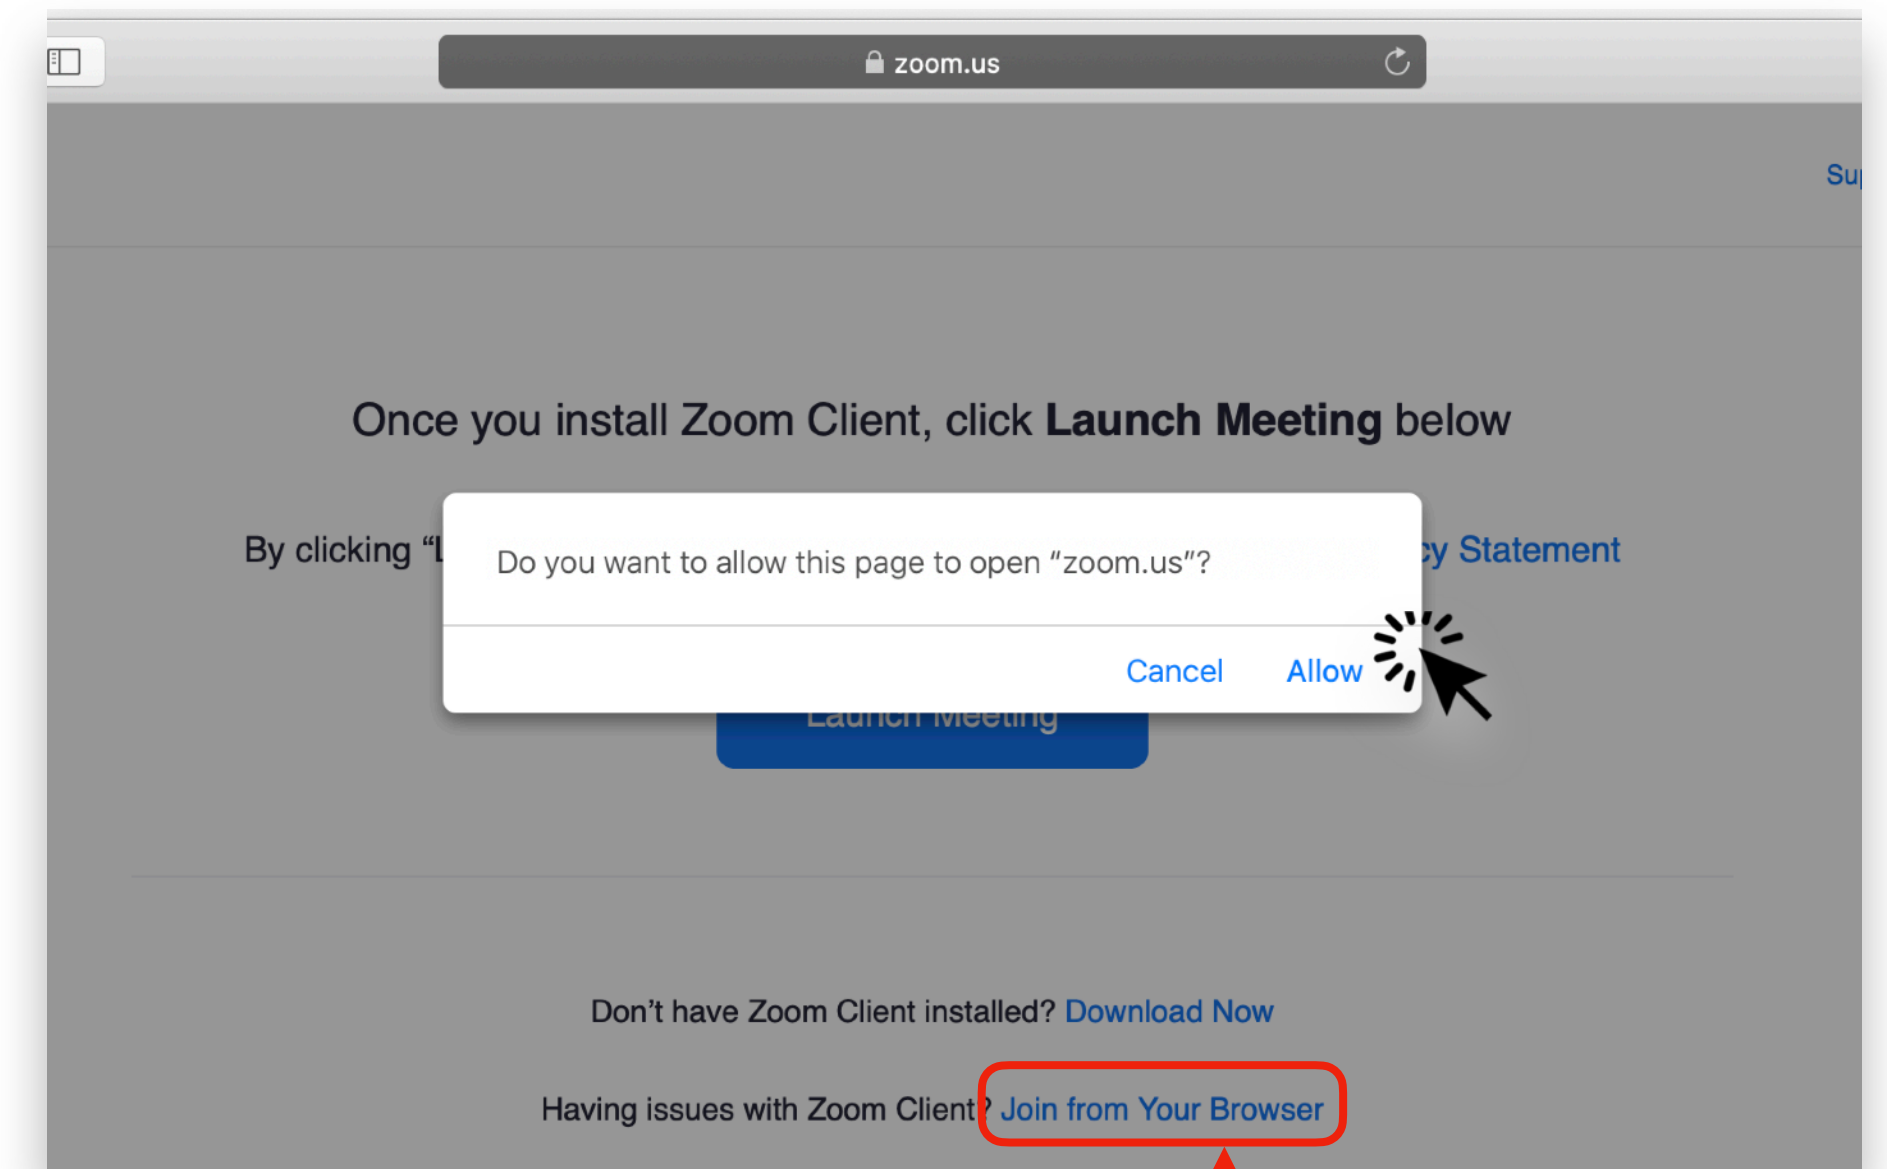 zoom.us
Once you install Zoom Client, click Launch Meeting below
By clicking “
Do you want to allow this page to open “zoom.us”?
Statement
Cancel Allow
Launch Meeting
Don’t have Zoom Client installed? Download Now
Having issues with Zoom Client? Join from Your Browser